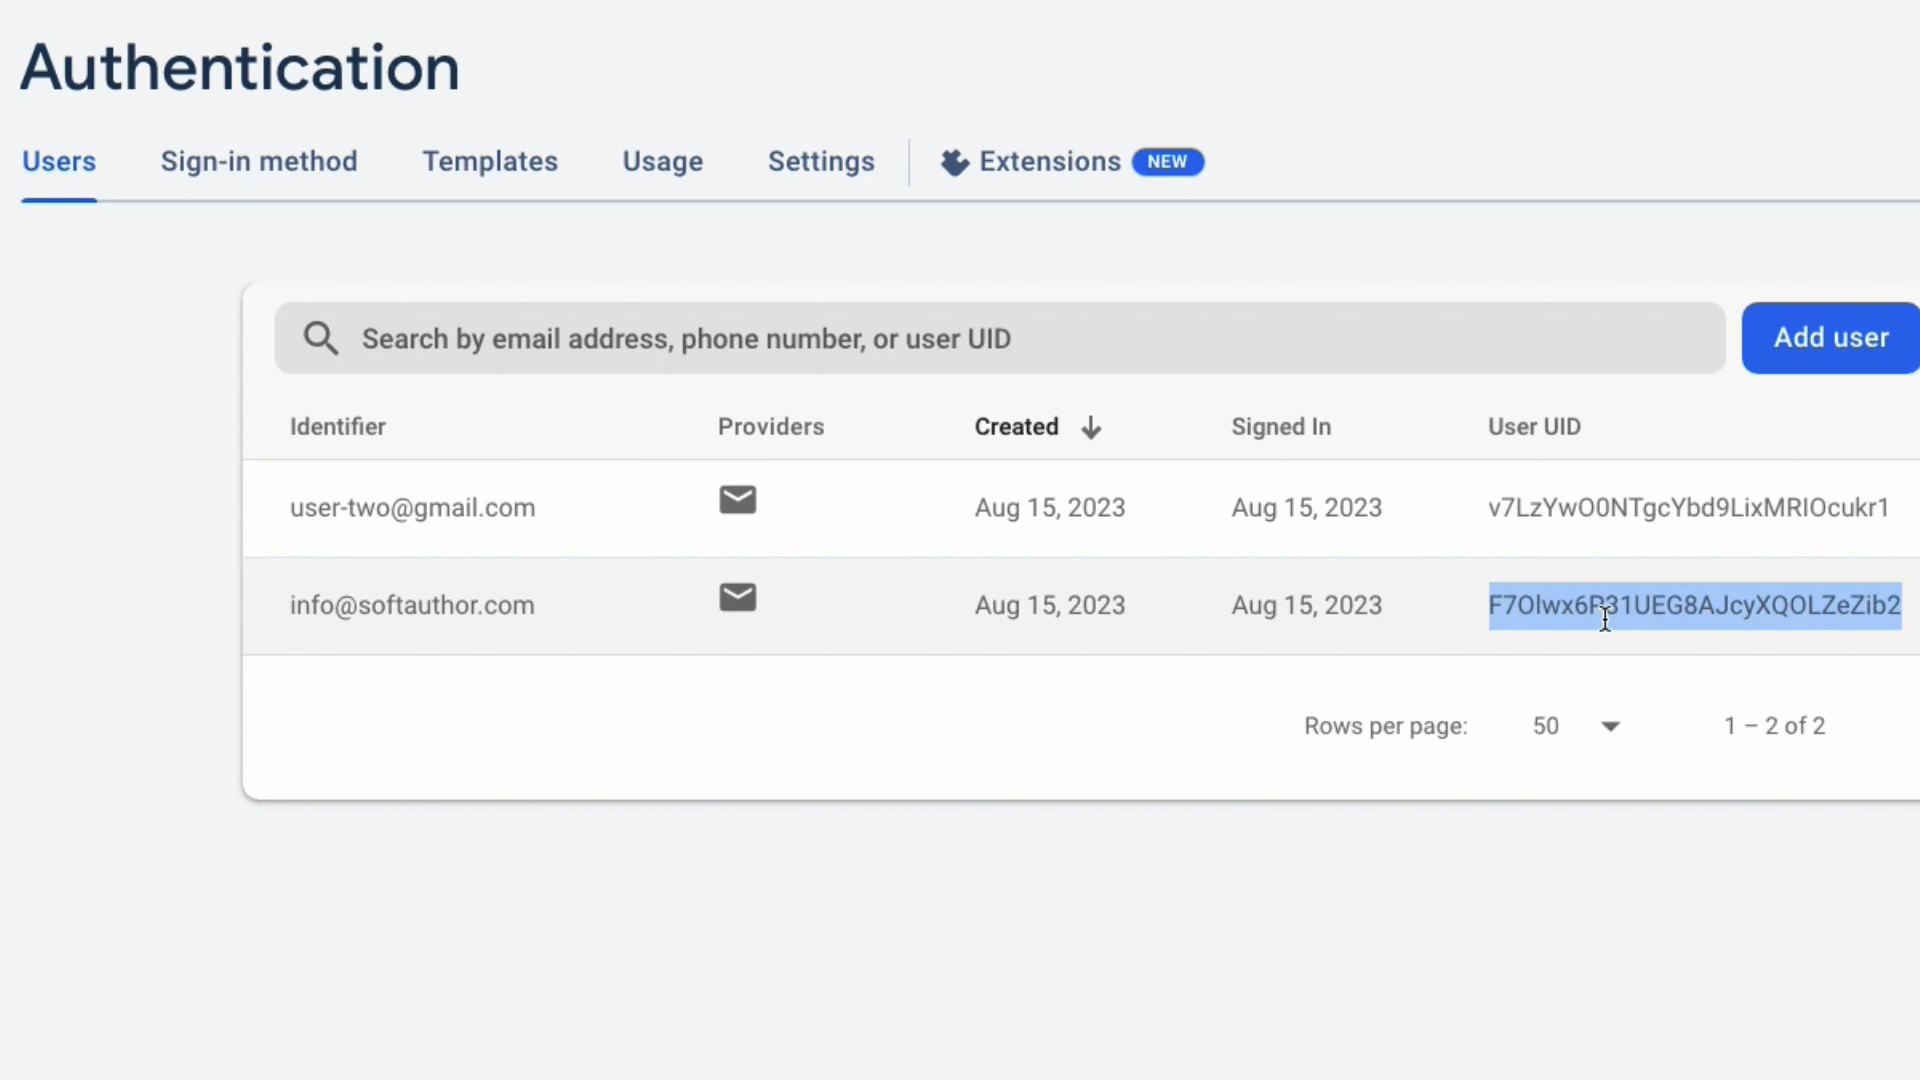 Authentication
Users Sign-in method Templates Usage Settings Extensions NEW
Search by email address, phone number, or user UID Add user
Identifier Providers Created Signed In User UID
user-two@gmail.com Aug 15, 2023 Aug 15, 2023 v7LzYwO0NTgcYbd9LixMRIOcukr1
info@softauthor.com Aug 15, 2023 Aug 15, 2023 F7Olwx6P31UEG8AJcyXQOLZeZib2
Rows per page: 50 1 – 2 of 2